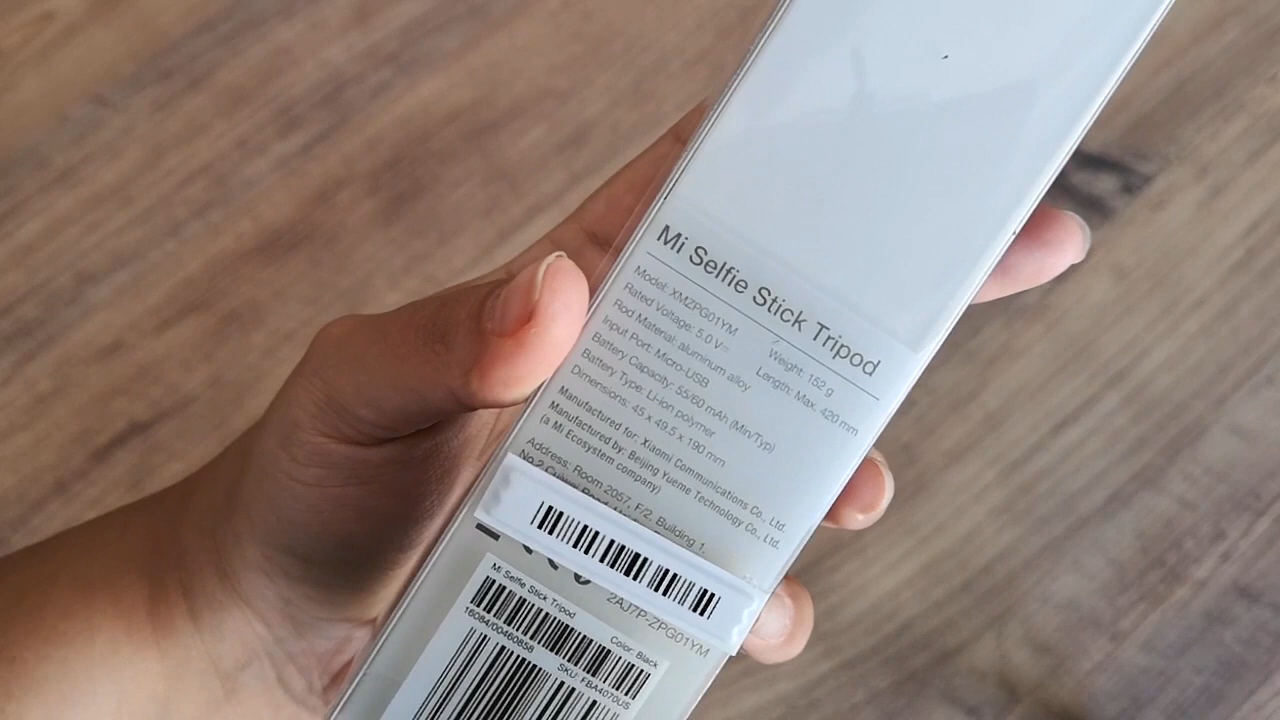 Mi Selfie Stick Tripod
Model: XMZPG01YM
Weight: 152 g
Rated Voltage: 5.0 V⎓
Length: Max. 420 mm
Rod Material: aluminum alloy
Input Port: Micro-USB
Battery Capacity: 55/60 mAh (Min/Typ)
Battery Type: Li-ion polymer
Dimensions: 45 x 49.5 x 190 mm
Manufactured for: Xiaomi Communications Co., Ltd.
Manufactured by: Beijing Yueme Technology Co., Ltd.
(a Mi Ecosystem company)
Address: Room 2057, F/2, Building 1,
No.2
2AJ7P-ZPG01YM
Mi Selfie Stick Tripod
Color: Black
16084/00460858
SKU: FBA4070US